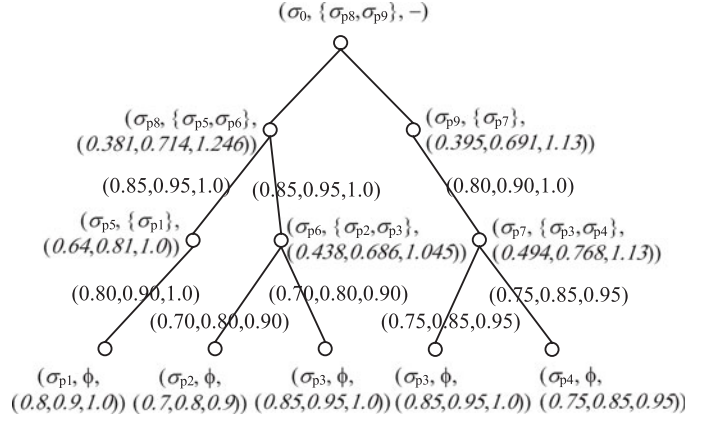 (σ0, {σp8,σp9}, −)
(σp8, {σp5,σp6},
(0.381,0.714,1.246))
(σp9, {σp7},
(0.395,0.691,1.13))
(0.85,0.95,1.0)
(0.85,0.95,1.0)
(0.80,0.90,1.0)
(σp5, {σp1},
(0.64,0.81,1.0))
(σp6, {σp2,σp3},
(0.438,0.686,1.045))
(σp7, {σp3,σp4},
(0.494,0.768,1.13))
(0.80,0.90,1.0)
(0.70,0.80,0.90)
(0.70,0.80,0.90)
(0.75,0.85,0.95)
(0.75,0.85,0.95)
(σp1, ϕ,
(0.8,0.9,1.0))
(σp2, ϕ,
(0.7,0.8,0.9))
(σp3, ϕ,
(0.85,0.95,1.0))
(σp3, ϕ,
(0.85,0.95,1.0))
(σp4, ϕ,
(0.75,0.85,0.95))